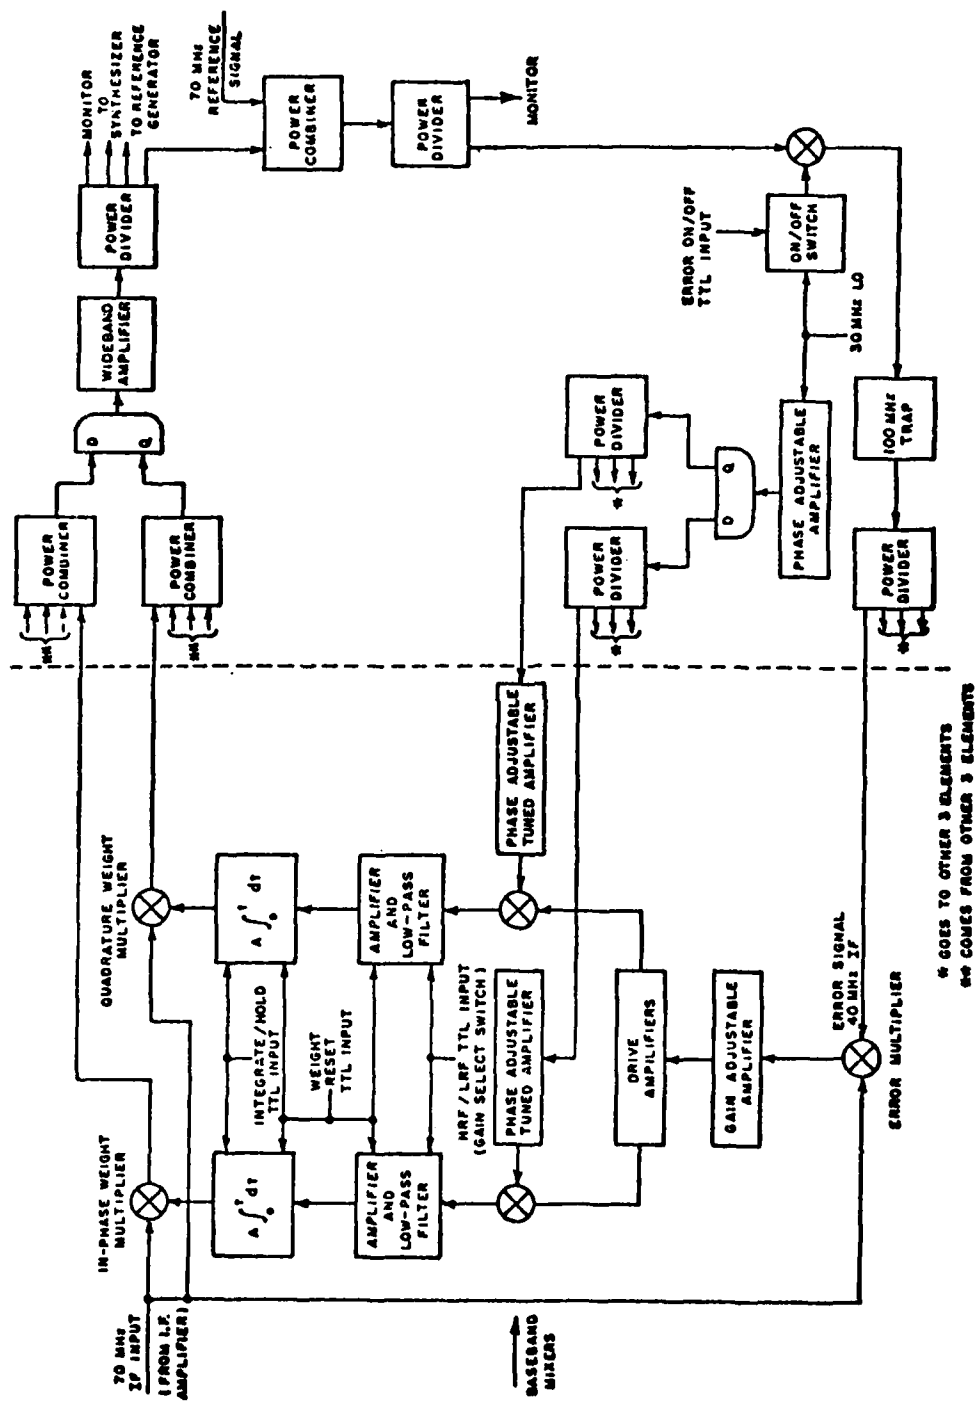 70 MHz
IF INPUT
(FROM I.F.
AMPLIFIER)
IN-PHASE WEIGHT
MULTIPLIER
QUADRATURE WEIGHT
MULTIPLIER
A ∫₀ᵀ dT
A ∫₀ᵀ dT
INTEGRATE/HOLD
TTL INPUT
WEIGHT
RESET
TTL INPUT
AMPLIFIER
AND
LOW-PASS
FILTER
AMPLIFIER
AND
LOW-PASS
FILTER
HRF/LRF TTL INPUT
(GAIN SELECT SWITCH)
BASEBAND
MIXERS
PHASE ADJUSTABLE
TUNED AMPLIFIER
PHASE ADJUSTABLE
TUNED AMPLIFIER
DRIVE
AMPILIFIERS
GAIN ADJUSTABLE
AMPLIFIER
ERROR SIGNAL
40 MHz IF
ERROR MULTIPLIER
**
POWER
COMBINER
**
POWER
COMBINER
D
Q
WIDEBAND
AMPLIFIER
POWER
DIVIDER
MONITOR
TO
SYNTHESIZER
TO REFERENCE
GENERATOR
70 MHz
REFERENCE
SIGNAL
POWER
COMBINER
POWER
DIVIDER
MONITOR
*
POWER
DIVIDER
*
POWER
DIVIDER
D
Q
ERROR ON/OFF
TTL INPUT
ON/OFF
SWITCH
30 MHz LO
PHASE ADJUSTABLE
AMPLIFIER
*
POWER
DIVIDER
100 MHz
TRAP
* GOES TO OTHER 3 ELEMENTS
** COMES FROM OTHER 3 ELEMENTS